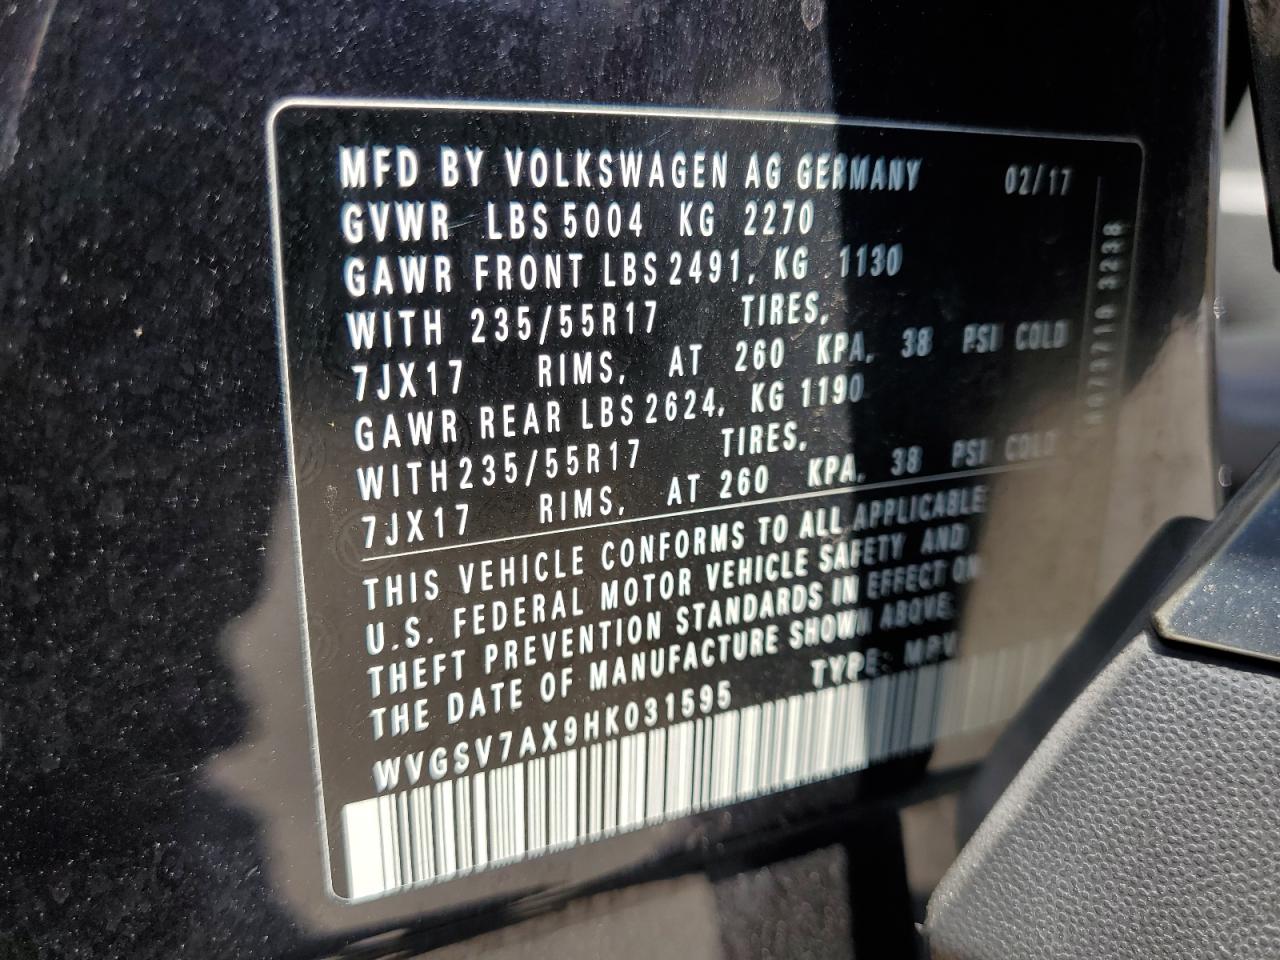 MFD BY VOLKSWAGEN AG GERMANY 02/17
GVWR LBS 5004 KG 2270
GAWR FRONT LBS 2491, KG 1130
WITH 235/55R17 TIRES,
7JX17 RIMS, AT 260 KPA, 38 PSI COLD
GAWR REAR LBS 2624, KG 1190
WITH 235/55R17 TIRES,
7JX17 RIMS, AT 260 KPA, 38 PSI COLD
THIS VEHICLE CONFORMS TO ALL APPLICABLE
U.S. FEDERAL MOTOR VEHICLE SAFETY AND
THEFT PREVENTION STANDARDS IN EFFECT ON
THE DATE OF MANUFACTURE SHOWN ABOVE.
WVGSV7AX9HK031595 TYPE: MPV